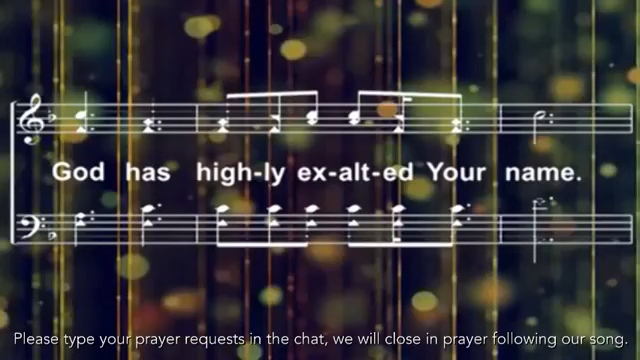 God has high-ly ex-alt-ed Your name.
Please type your prayer requests in the chat, we will close in prayer following our song.